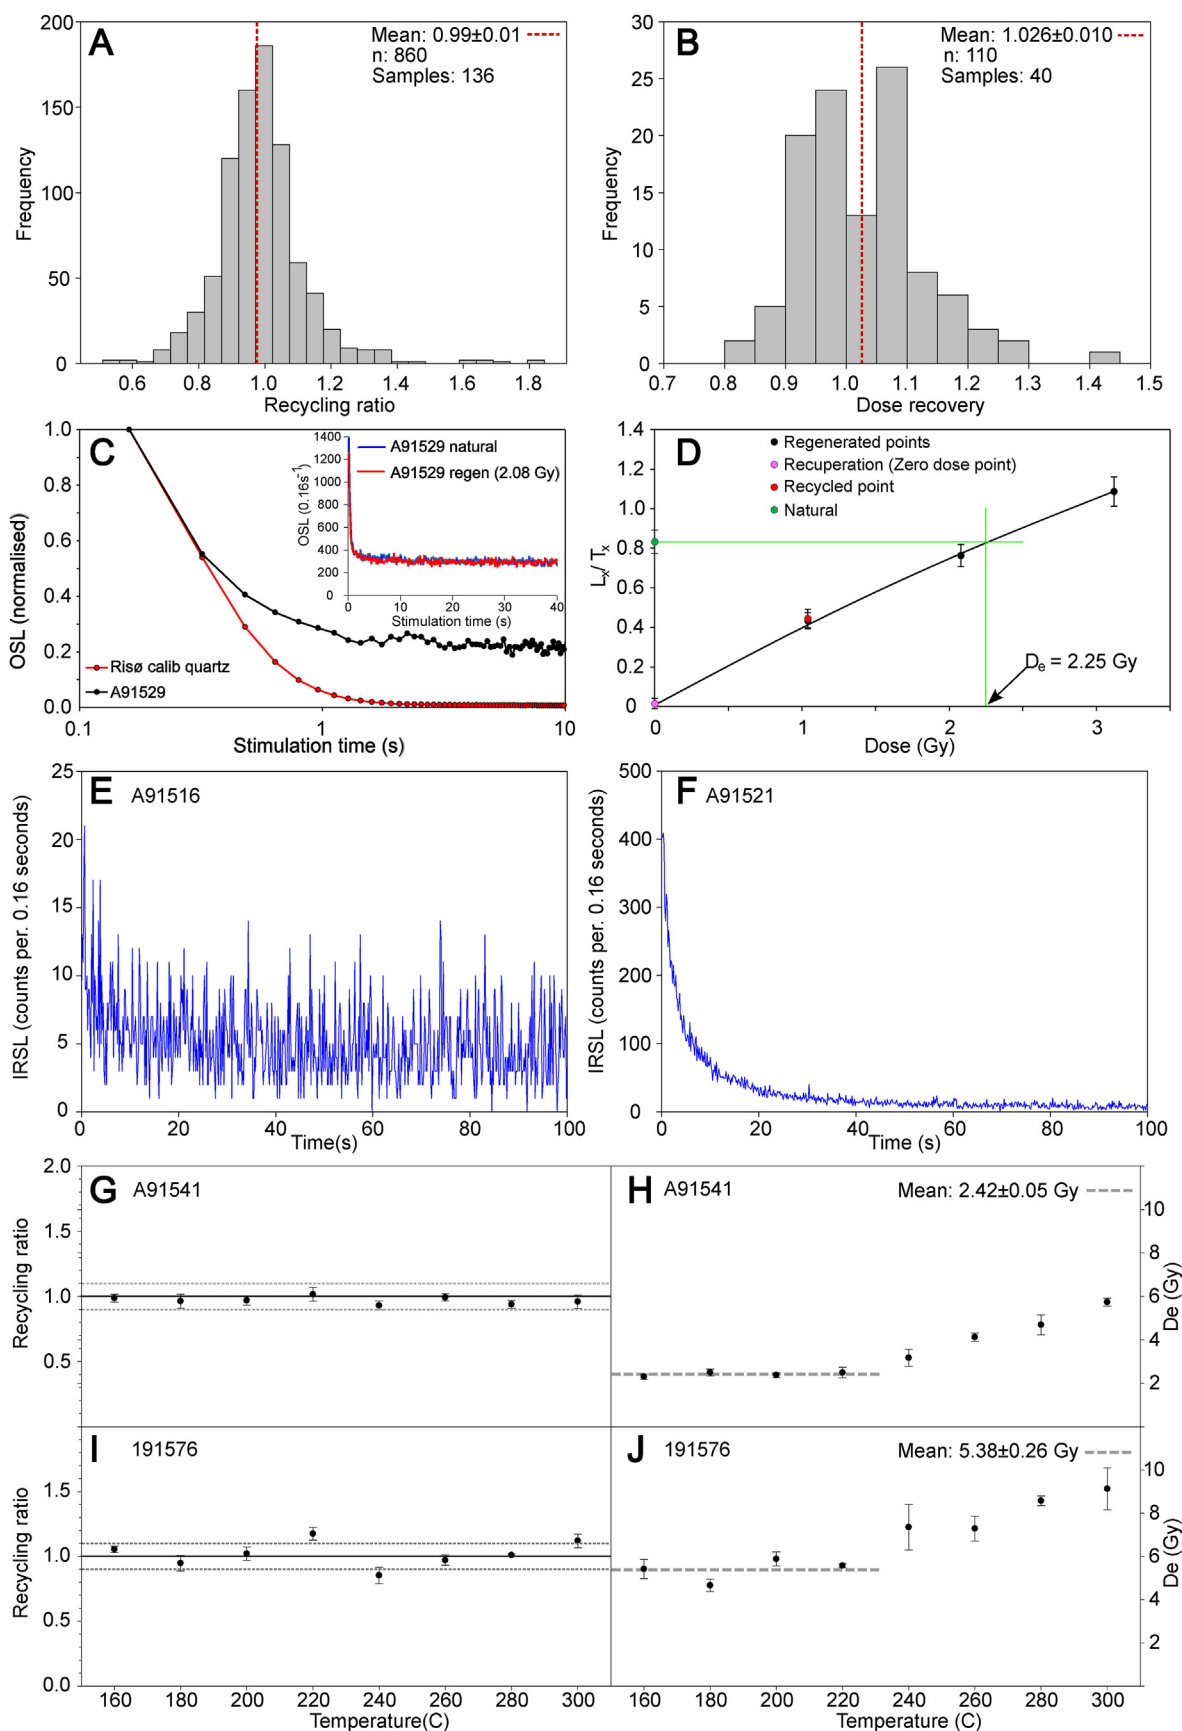 A
Mean: 0.99±0.01
n: 860
Samples: 136
200
150
100
50
0
Frequency
0.6 0.8 1.0 1.2 1.4 1.6 1.8
Recycling ratio
B
Mean: 1.026±0.010
n: 110
Samples: 40
30
25
20
15
10
5
0
Frequency
0.7 0.8 0.9 1.0 1.1 1.2 1.3 1.4 1.5
Dose recovery
C
1.0
0.8
0.6
0.4
0.2
0.0
OSL (normalised)
Risø calib quartz
A91529
0.1 1 10
Stimulation time (s)
A91529 natural
A91529 regen (2.08 Gy)
1400
1200
1000
800
600
400
200
OSL (0.16s⁻¹)
0 10 20 30 40
Stimulation time (s)
D
Regenerated points
Recuperation (Zero dose point)
Recycled point
Natural
1.4
1.2
1.0
0.8
0.6
0.4
0.2
0
Lx/ Tx
De = 2.25 Gy
0 1 2 3
Dose (Gy)
E
A91516
25
20
15
10
5
0
IRSL (counts per. 0.16 seconds)
0 20 40 60 80 100
Time(s)
F
A91521
500
400
300
200
100
0
IRSL (counts per. 0.16 seconds)
0 20 40 60 80 100
Time (s)
G
A91541
2.0
1.5
1.0
0.5
Recycling ratio
H
A91541
Mean: 2.42±0.05 Gy
10
8
6
4
2
De (Gy)
I
191576
1.5
1.0
0.5
0.0
Recycling ratio
160 180 200 220 240 260 280 300
Temperature(C)
J
191576
Mean: 5.38±0.26 Gy
10
8
6
4
2
De (Gy)
160 180 200 220 240 260 280 300
Temperature (C)